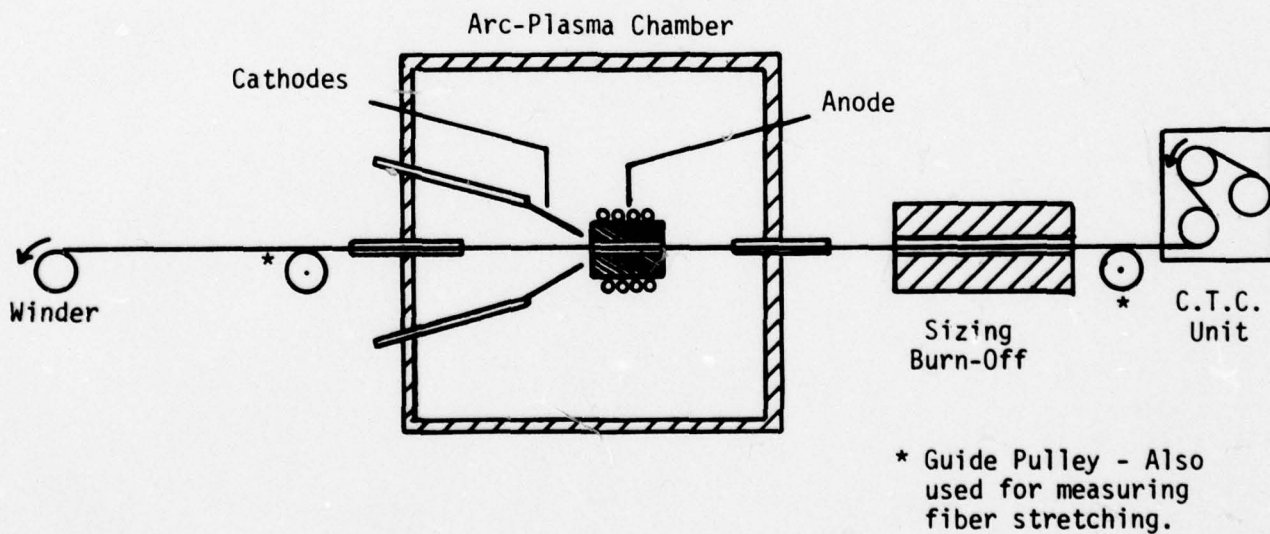 Arc-Plasma Chamber
Cathodes
Anode
*
Winder
Sizing
Burn-Off
*
C.T.C.
Unit
* Guide Pulley - Also
used for measuring
fiber stretching.